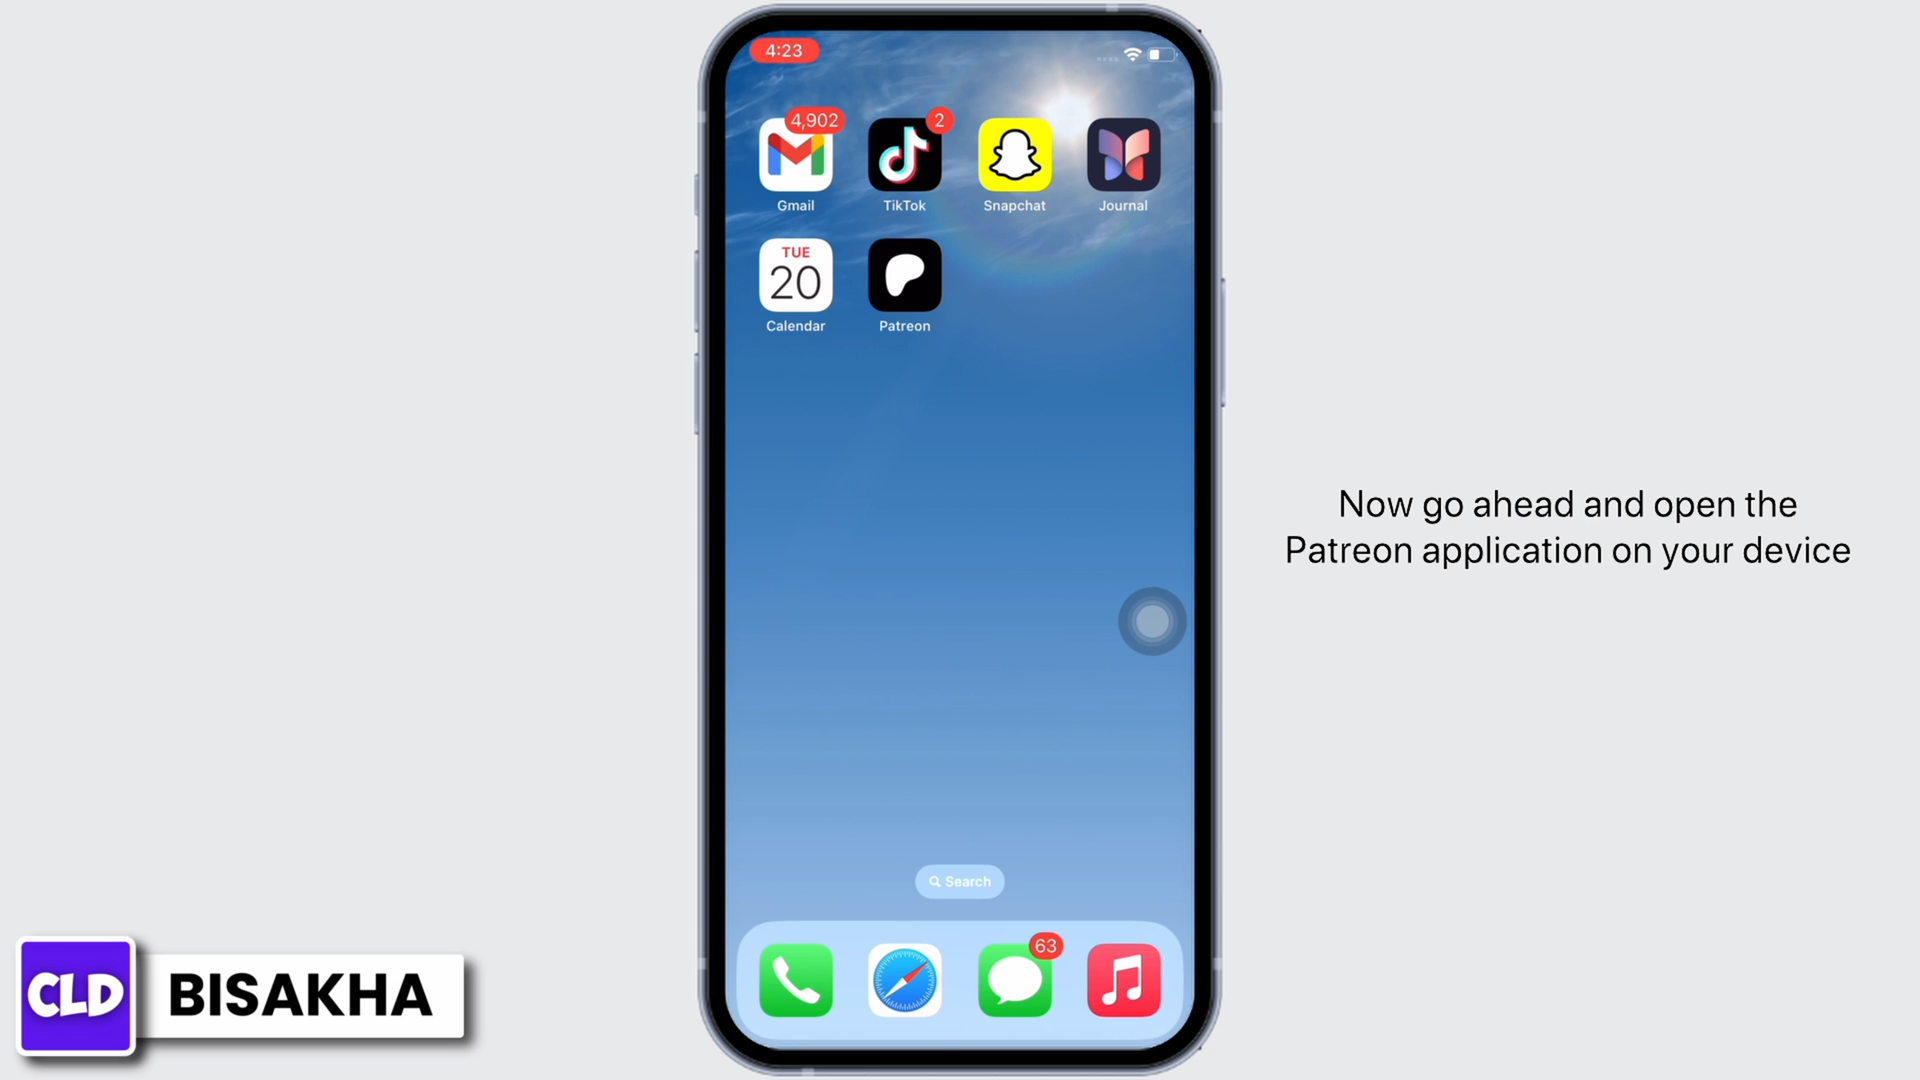 4:23
4,902
2
Gmail
TikTok
Snapchat
Journal
TUE
20
Calendar
Patreon
Now go ahead and open the
Patreon application on your device
Search
63
CLD
BISAKHA